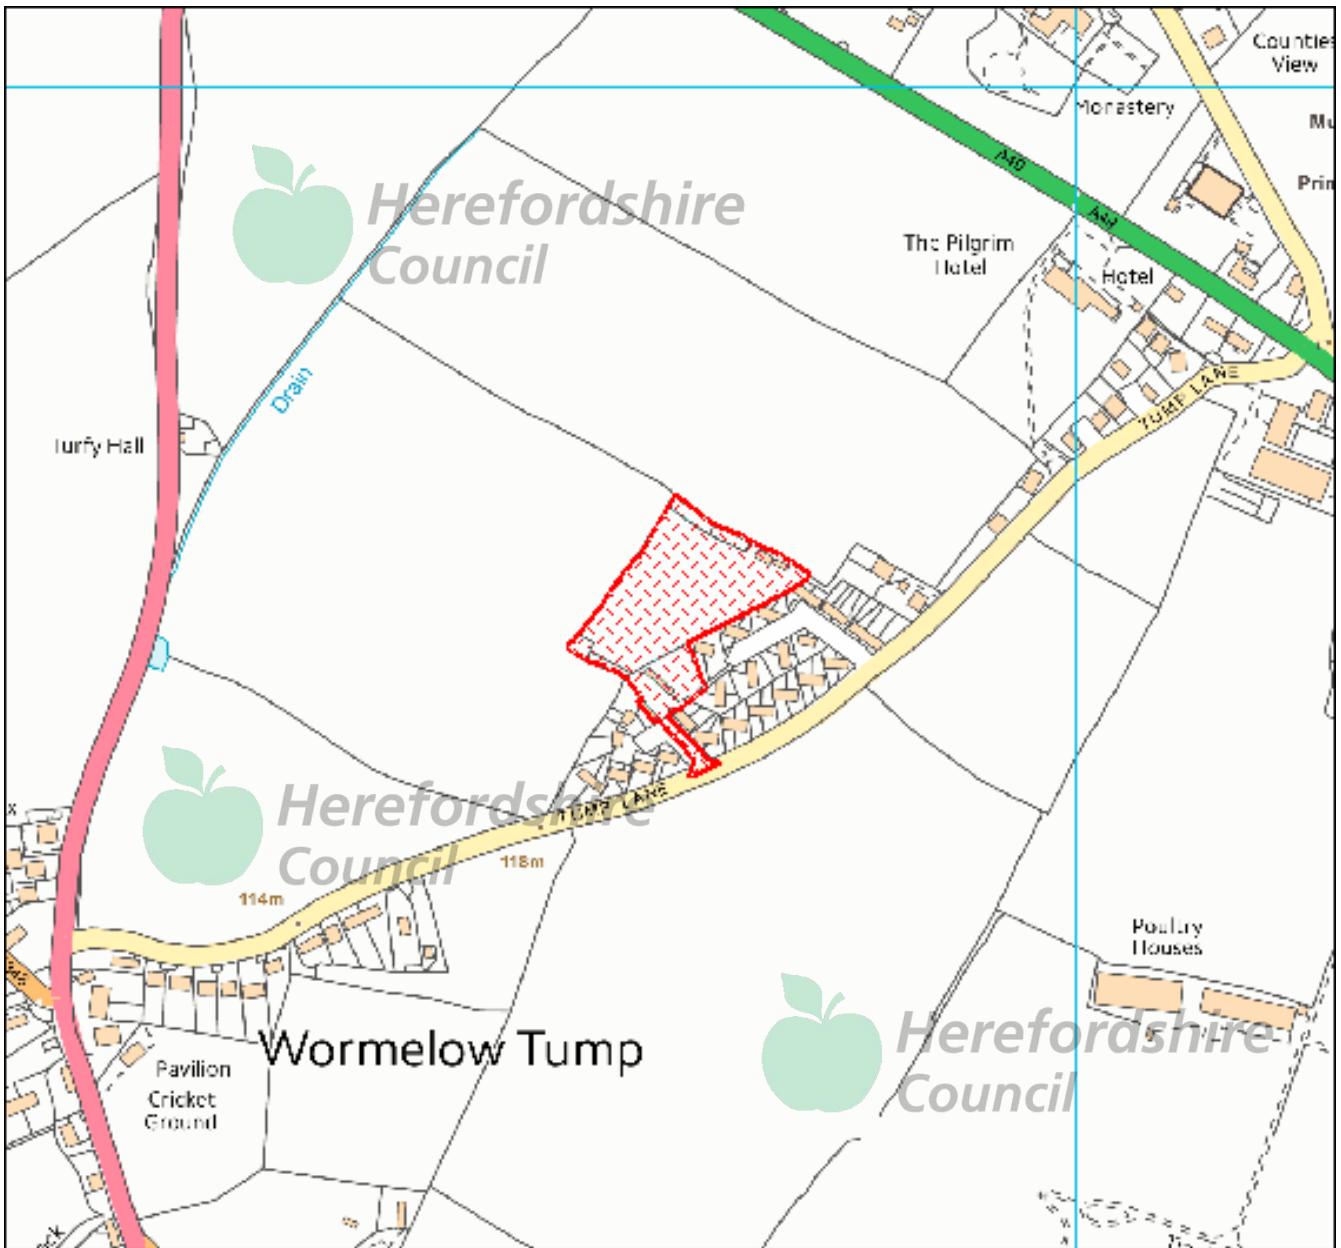 Counties
View
Monastery
A49
A49
Herefordshire
Council
The Pilgrim
Hotel
Hotel
TUMP LANE
Drain
Turfy Hall
Herefordshire
Council
TUMP LANE
118m
114m
Poultry
Houses
Herefordshire
Council
Wormelow Tump
Pavilion
Cricket
Ground